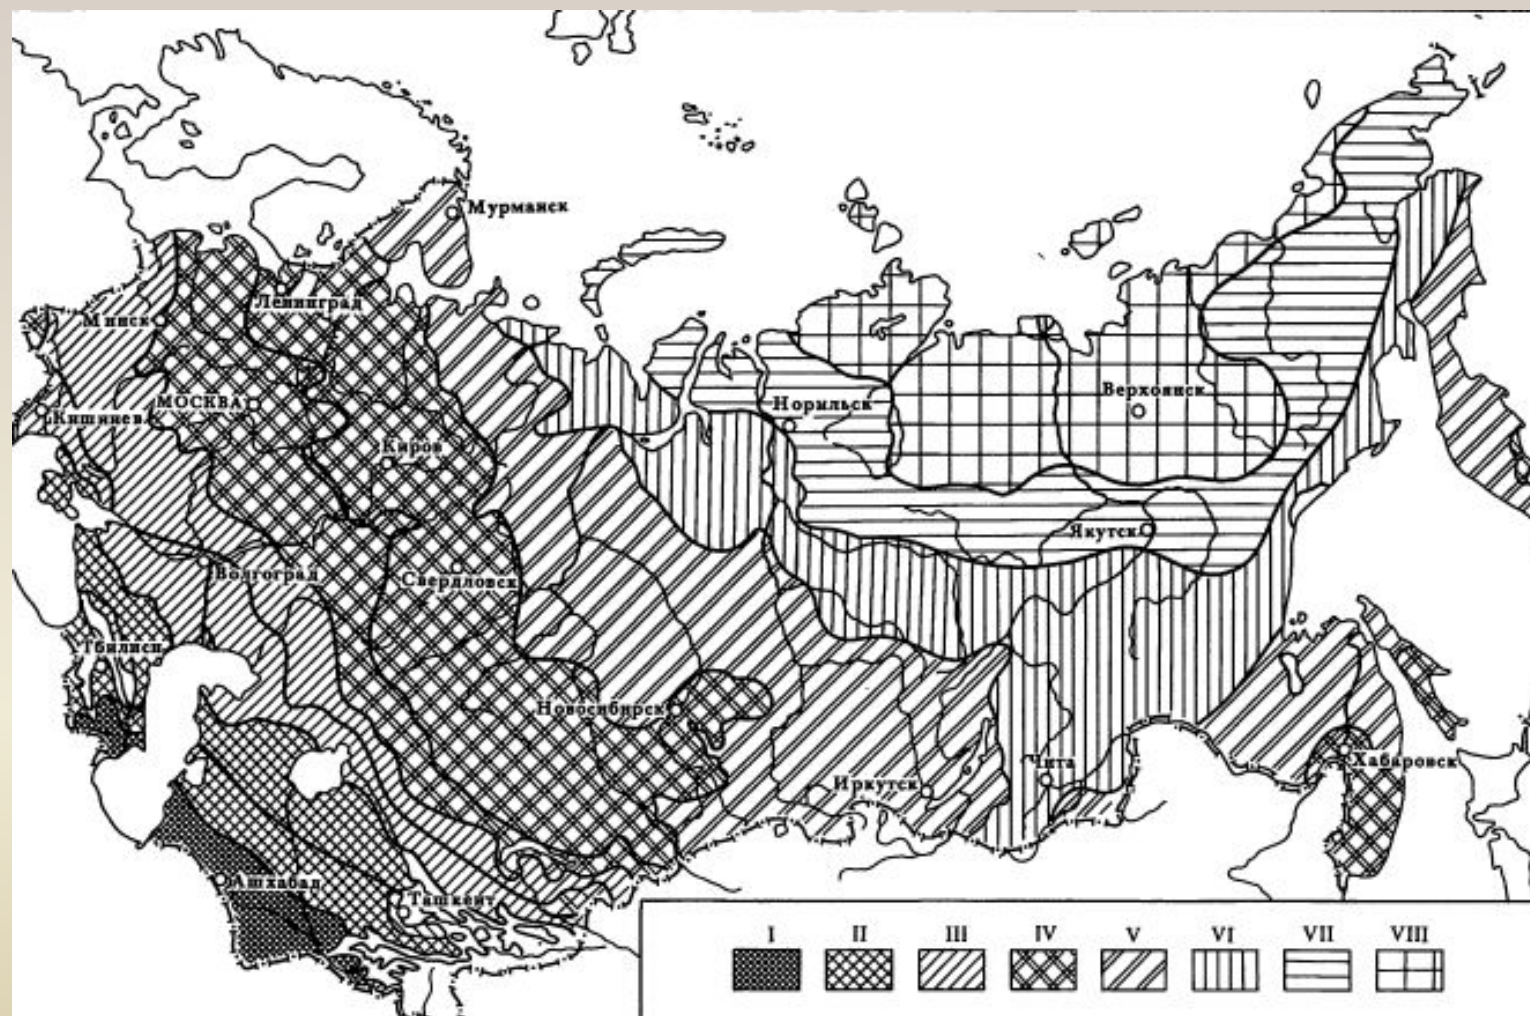 Мурманск
Ленинград
Минск
Верхоянск
Кишинев
МОСКВА
Норильск
Киров
Якутск
Волгоград
Свердловск
Тбилиси
Новосибирск
Чита
Хабаровск
Иркутск
Ашхабад
Ташкент
I II III IV V VI VII VIII